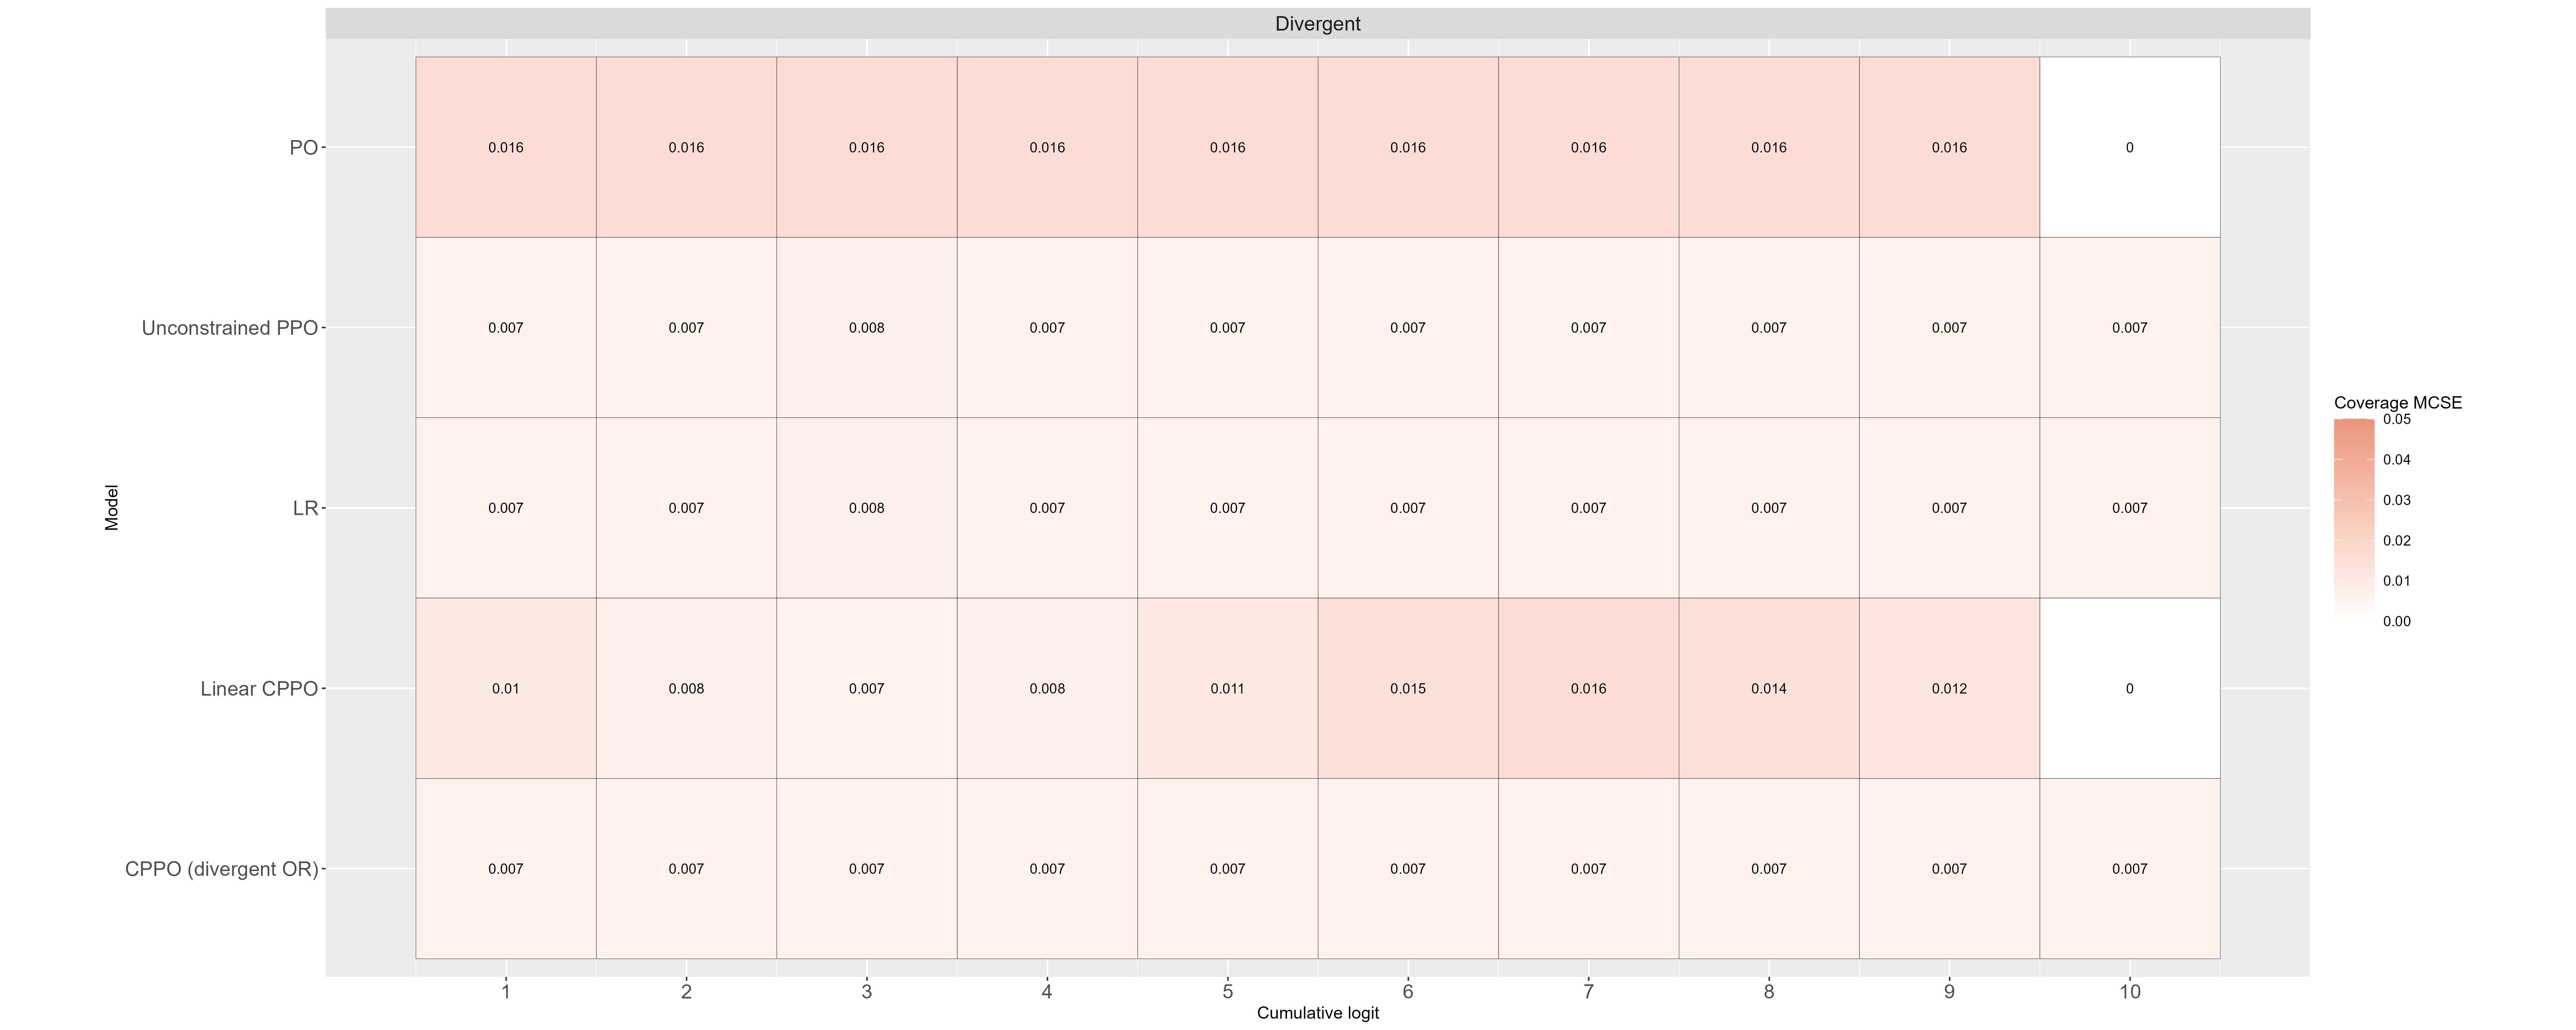 Divergent
PO
0.016 0.016 0.016 0.016 0.016 0.016 0.016 0.016 0.016 0
Unconstrained PPO
0.007 0.007 0.008 0.007 0.007 0.007 0.007 0.007 0.007 0.007
LR
0.007 0.007 0.008 0.007 0.007 0.007 0.007 0.007 0.007 0.007
Linear CPPO
0.01 0.008 0.007 0.008 0.011 0.015 0.016 0.014 0.012 0
CPPO (divergent OR)
0.007 0.007 0.007 0.007 0.007 0.007 0.007 0.007 0.007 0.007
1 2 3 4 5 6 7 8 9 10
Cumulative logit
Model
Coverage MCSE
0.05
0.04
0.03
0.02
0.01
0.00